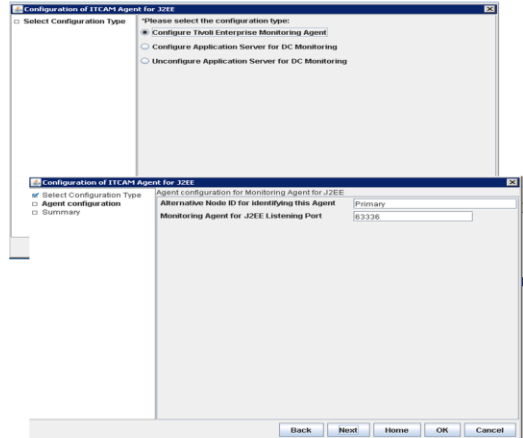 Configuration of ITCAM Agent for J2EE
Select Configuration Type
*Please select the configuration type:
Configure Tivoli Enterprise Monitoring Agent
Configure Application Server for DC Monitoring
Unconfigure Application Server for DC Monitoring
Configuration of ITCAM Agent for J2EE
Select Configuration Type
Agent configuration
Summary
Agent configuration for Monitoring Agent for J2EE
Alternative Node ID for identifying this Agent Primary
Monitoring Agent for J2EE Listening Port 63336
Back Next Home OK Cancel